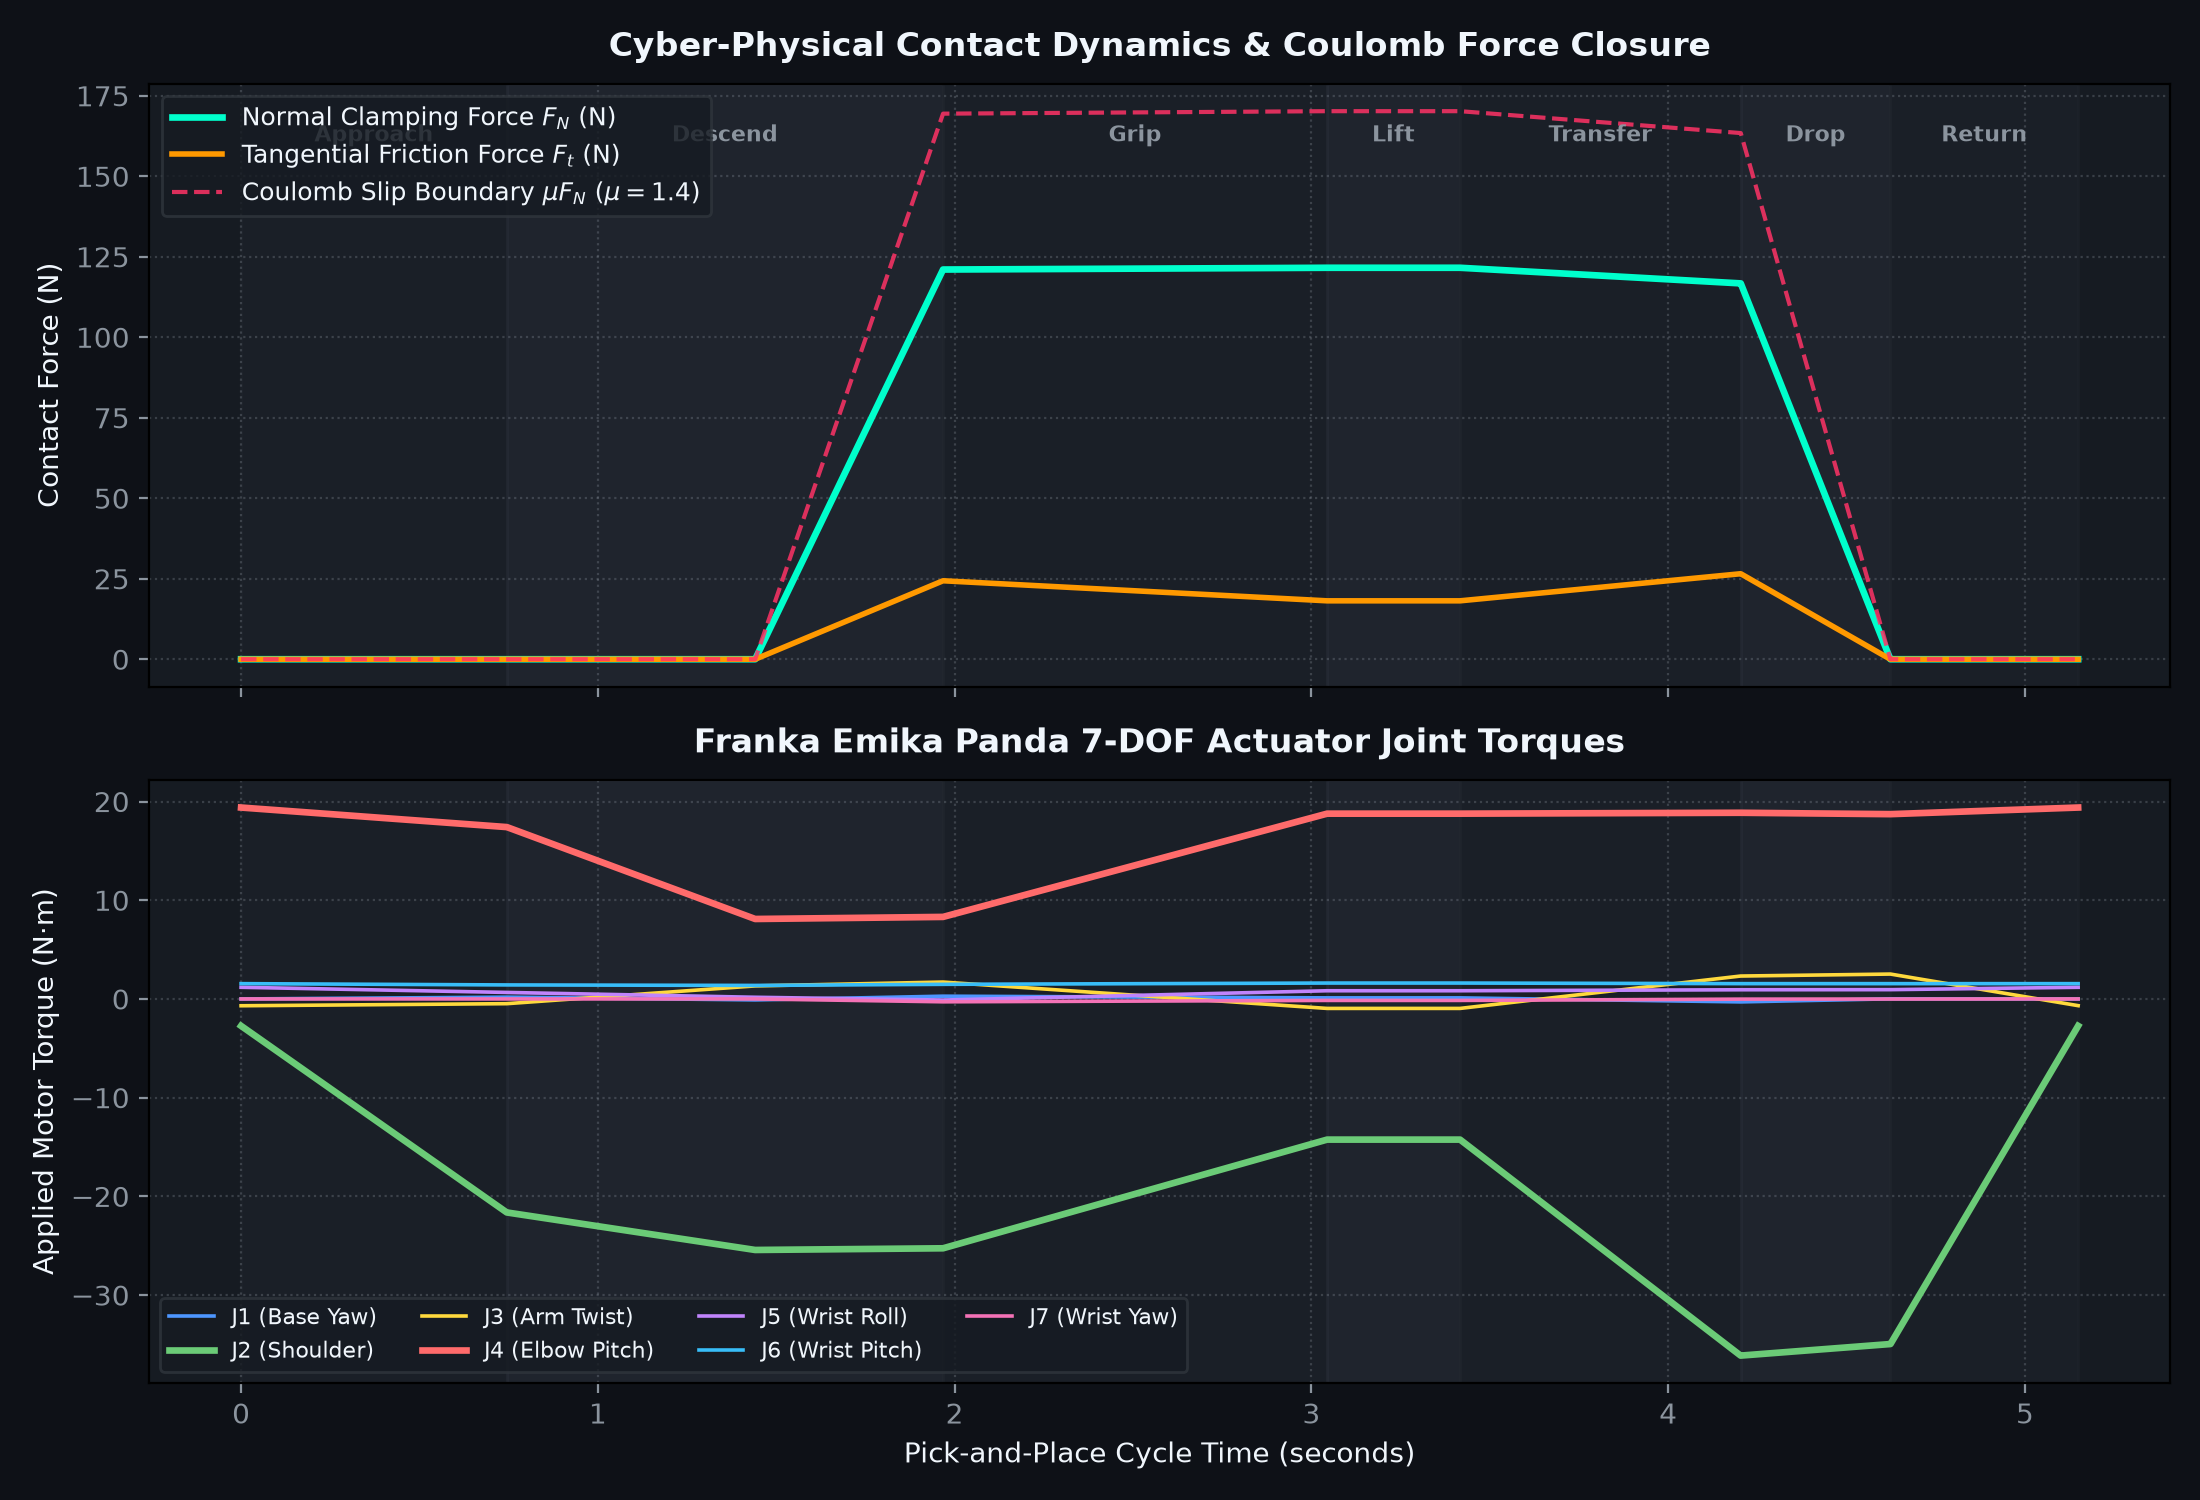 Cyber-Physical Contact Dynamics & Coulomb Force Closure
175
150
125
100
75
50
25
0
Contact Force (N)
Normal Clamping Force F_N (N)
Tangential Friction Force F_t (N)
Coulomb Slip Boundary μF_N (μ = 1.4)
Approach
Descend
Grip
Lift
Transfer
Drop
Return
Franka Emika Panda 7-DOF Actuator Joint Torques
20
10
0
−10
−20
−30
Applied Motor Torque (N·m)
J1 (Base Yaw)
J2 (Shoulder)
J3 (Arm Twist)
J4 (Elbow Pitch)
J5 (Wrist Roll)
J6 (Wrist Pitch)
J7 (Wrist Yaw)
0 1 2 3 4 5
Pick-and-Place Cycle Time (seconds)